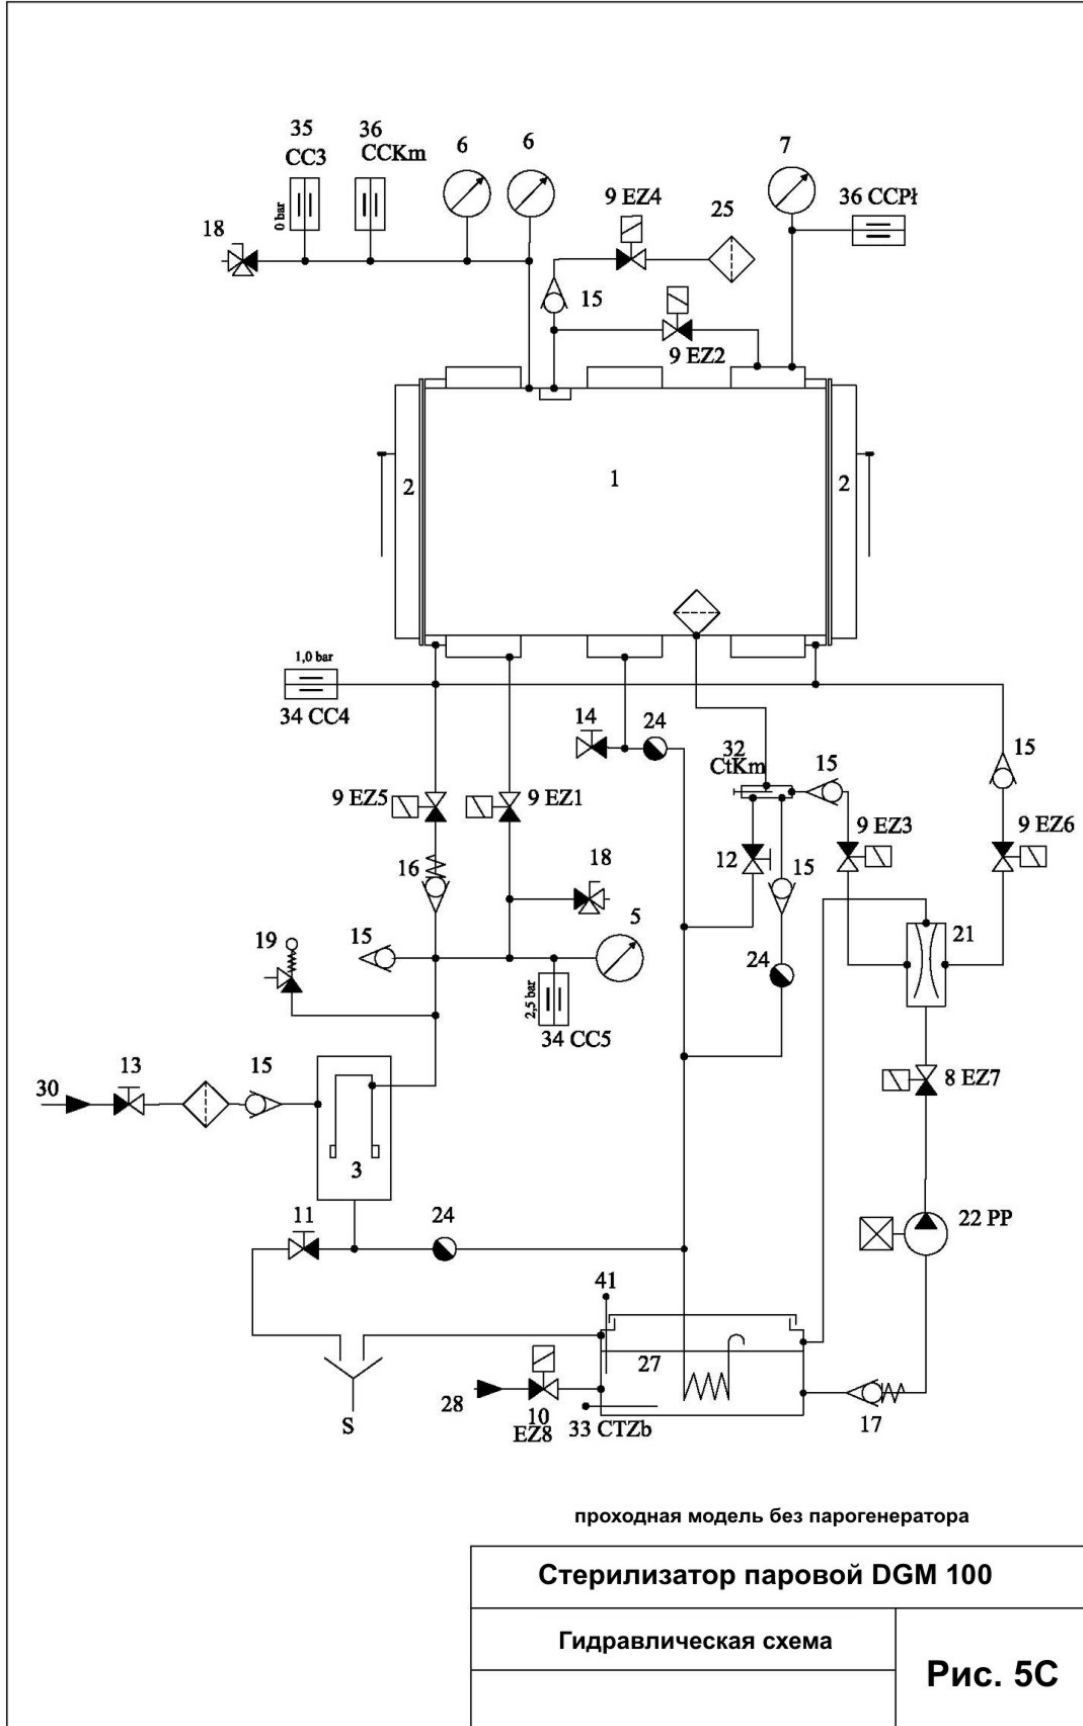 35
CC3
36
CCKm
6
6
7
9 EZ4
25
36 CCPł
0 bar
18
15
9 EZ2
2
1
2
1,0 bar
34 CC4
14
24
32
CtKm
15
15
9 EZ5
9 EZ1
9 EZ3
9 EZ6
16
18
12
15
19
15
5
24
21
2,5 bar
34 CC5
30
13
15
8 EZ7
3
11
24
22 PP
41
27
28
10
EZ8
33 CTZb
17
S
проходная модель без парогенератора
Стерилизатор паровой DGM 100
Гидравлическая схема
Рис. 5С